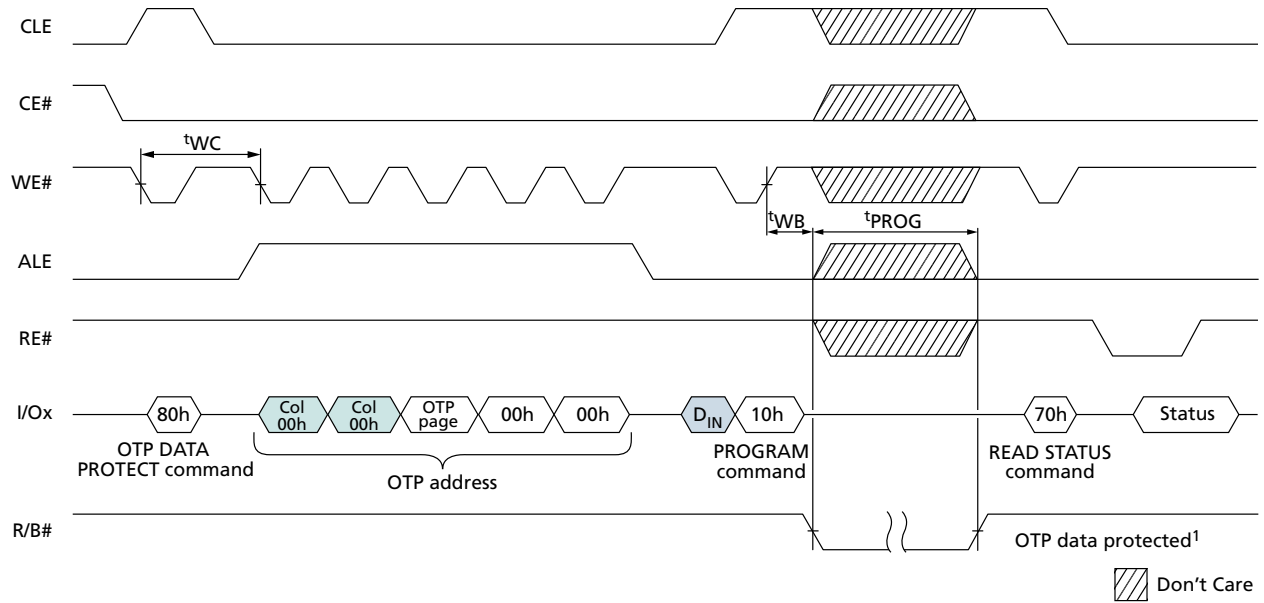 CLE
CE#
tWC
WE#
tWB
tPROG
ALE
RE#
I/Ox
80h
Col
00h
Col
00h
OTP
page
00h
00h
DIN
10h
70h
Status
OTP DATA
PROTECT command
OTP address
PROGRAM
command
READ STATUS
command
R/B#
OTP data protected1
Don't Care